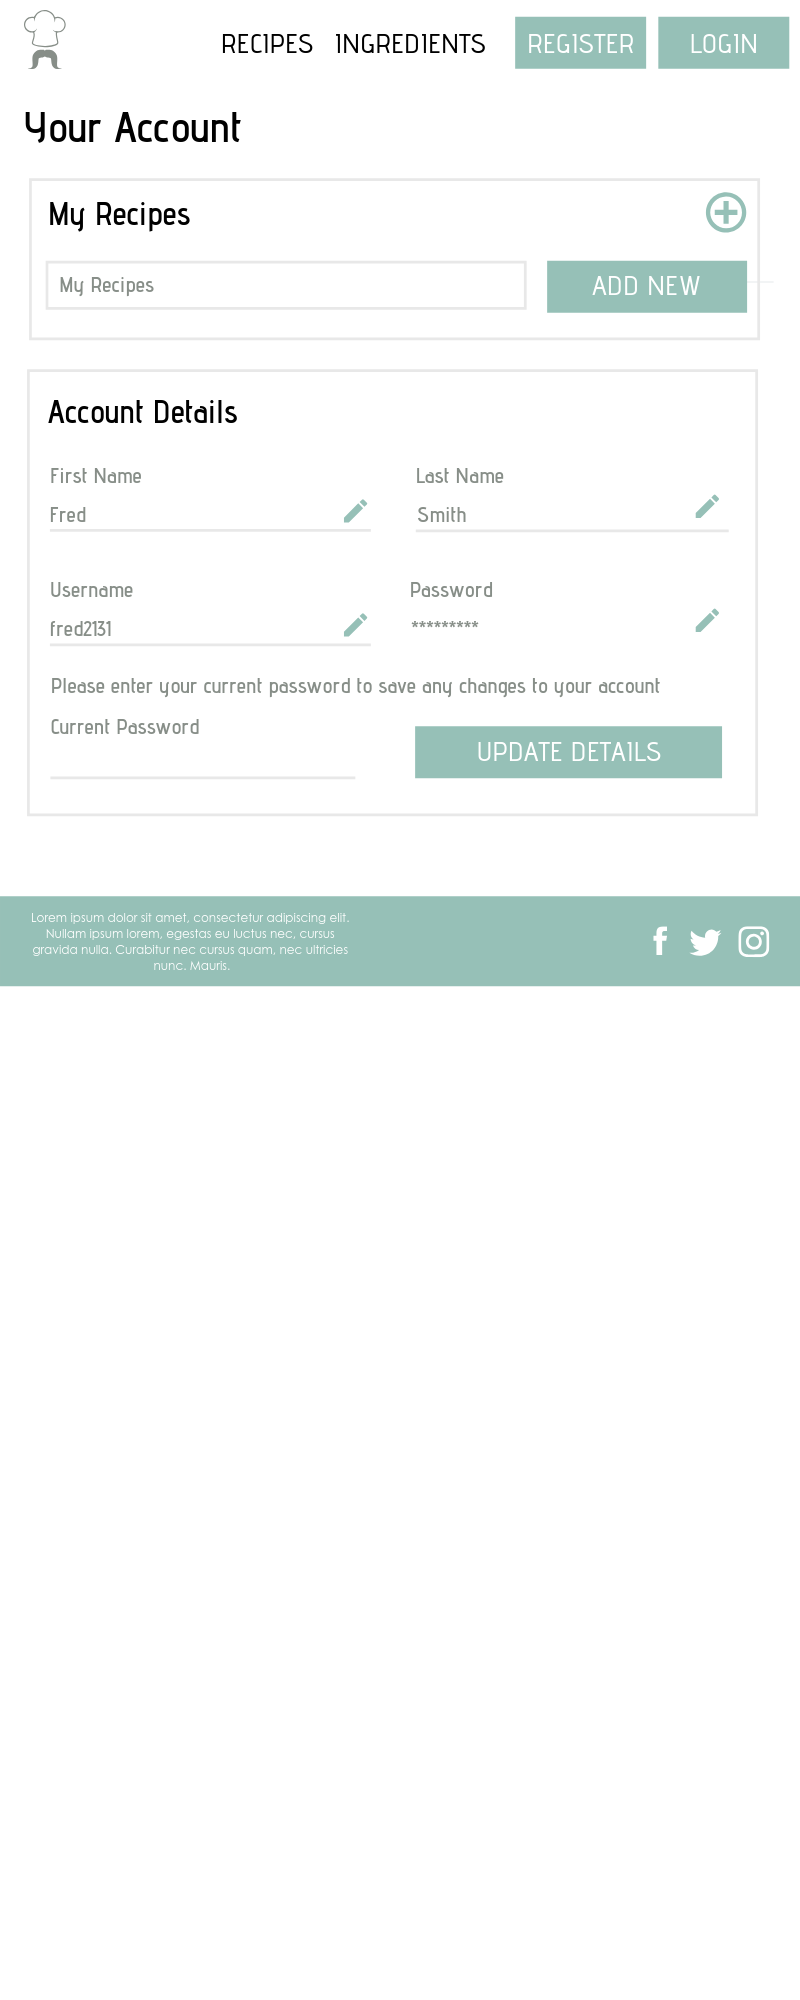 RECIPES INGREDIENTS REGISTER LOGIN
Your Account
My Recipes
My Recipes ADD NEW
Account Details
First Name Last Name
Fred Smith
Username Password
fred2131 *********
Please enter your current password to save any changes to your account
Current Password
UPDATE DETAILS
Lorem ipsum dolor sit amet, consectetur adipiscing elit.
Nullam ipsum lorem, egestas eu luctus nec, cursus
gravida nulla. Curabitur nec cursus quam, nec ultricies
nunc. Mauris.